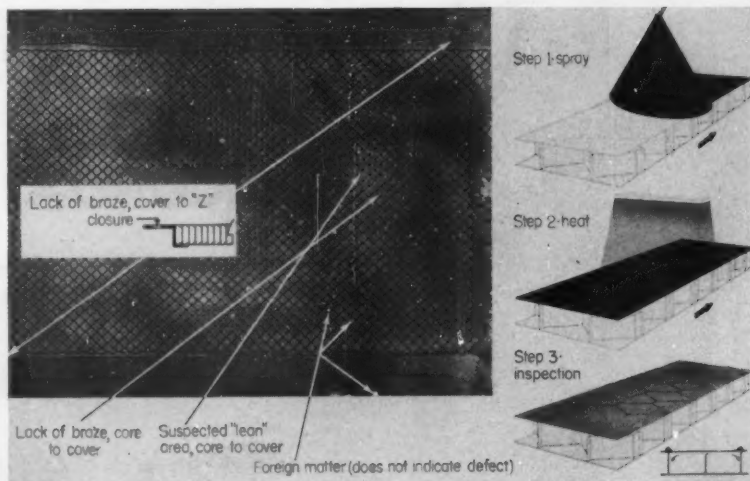 Lack of braze, cover to "Z"
closure
Lack of braze, core
to cover
Suspected "lean"
area, core to cover
Foreign matter (does not indicate defect)
Step 1-spray
Step 2-heat
Step 3-
inspection